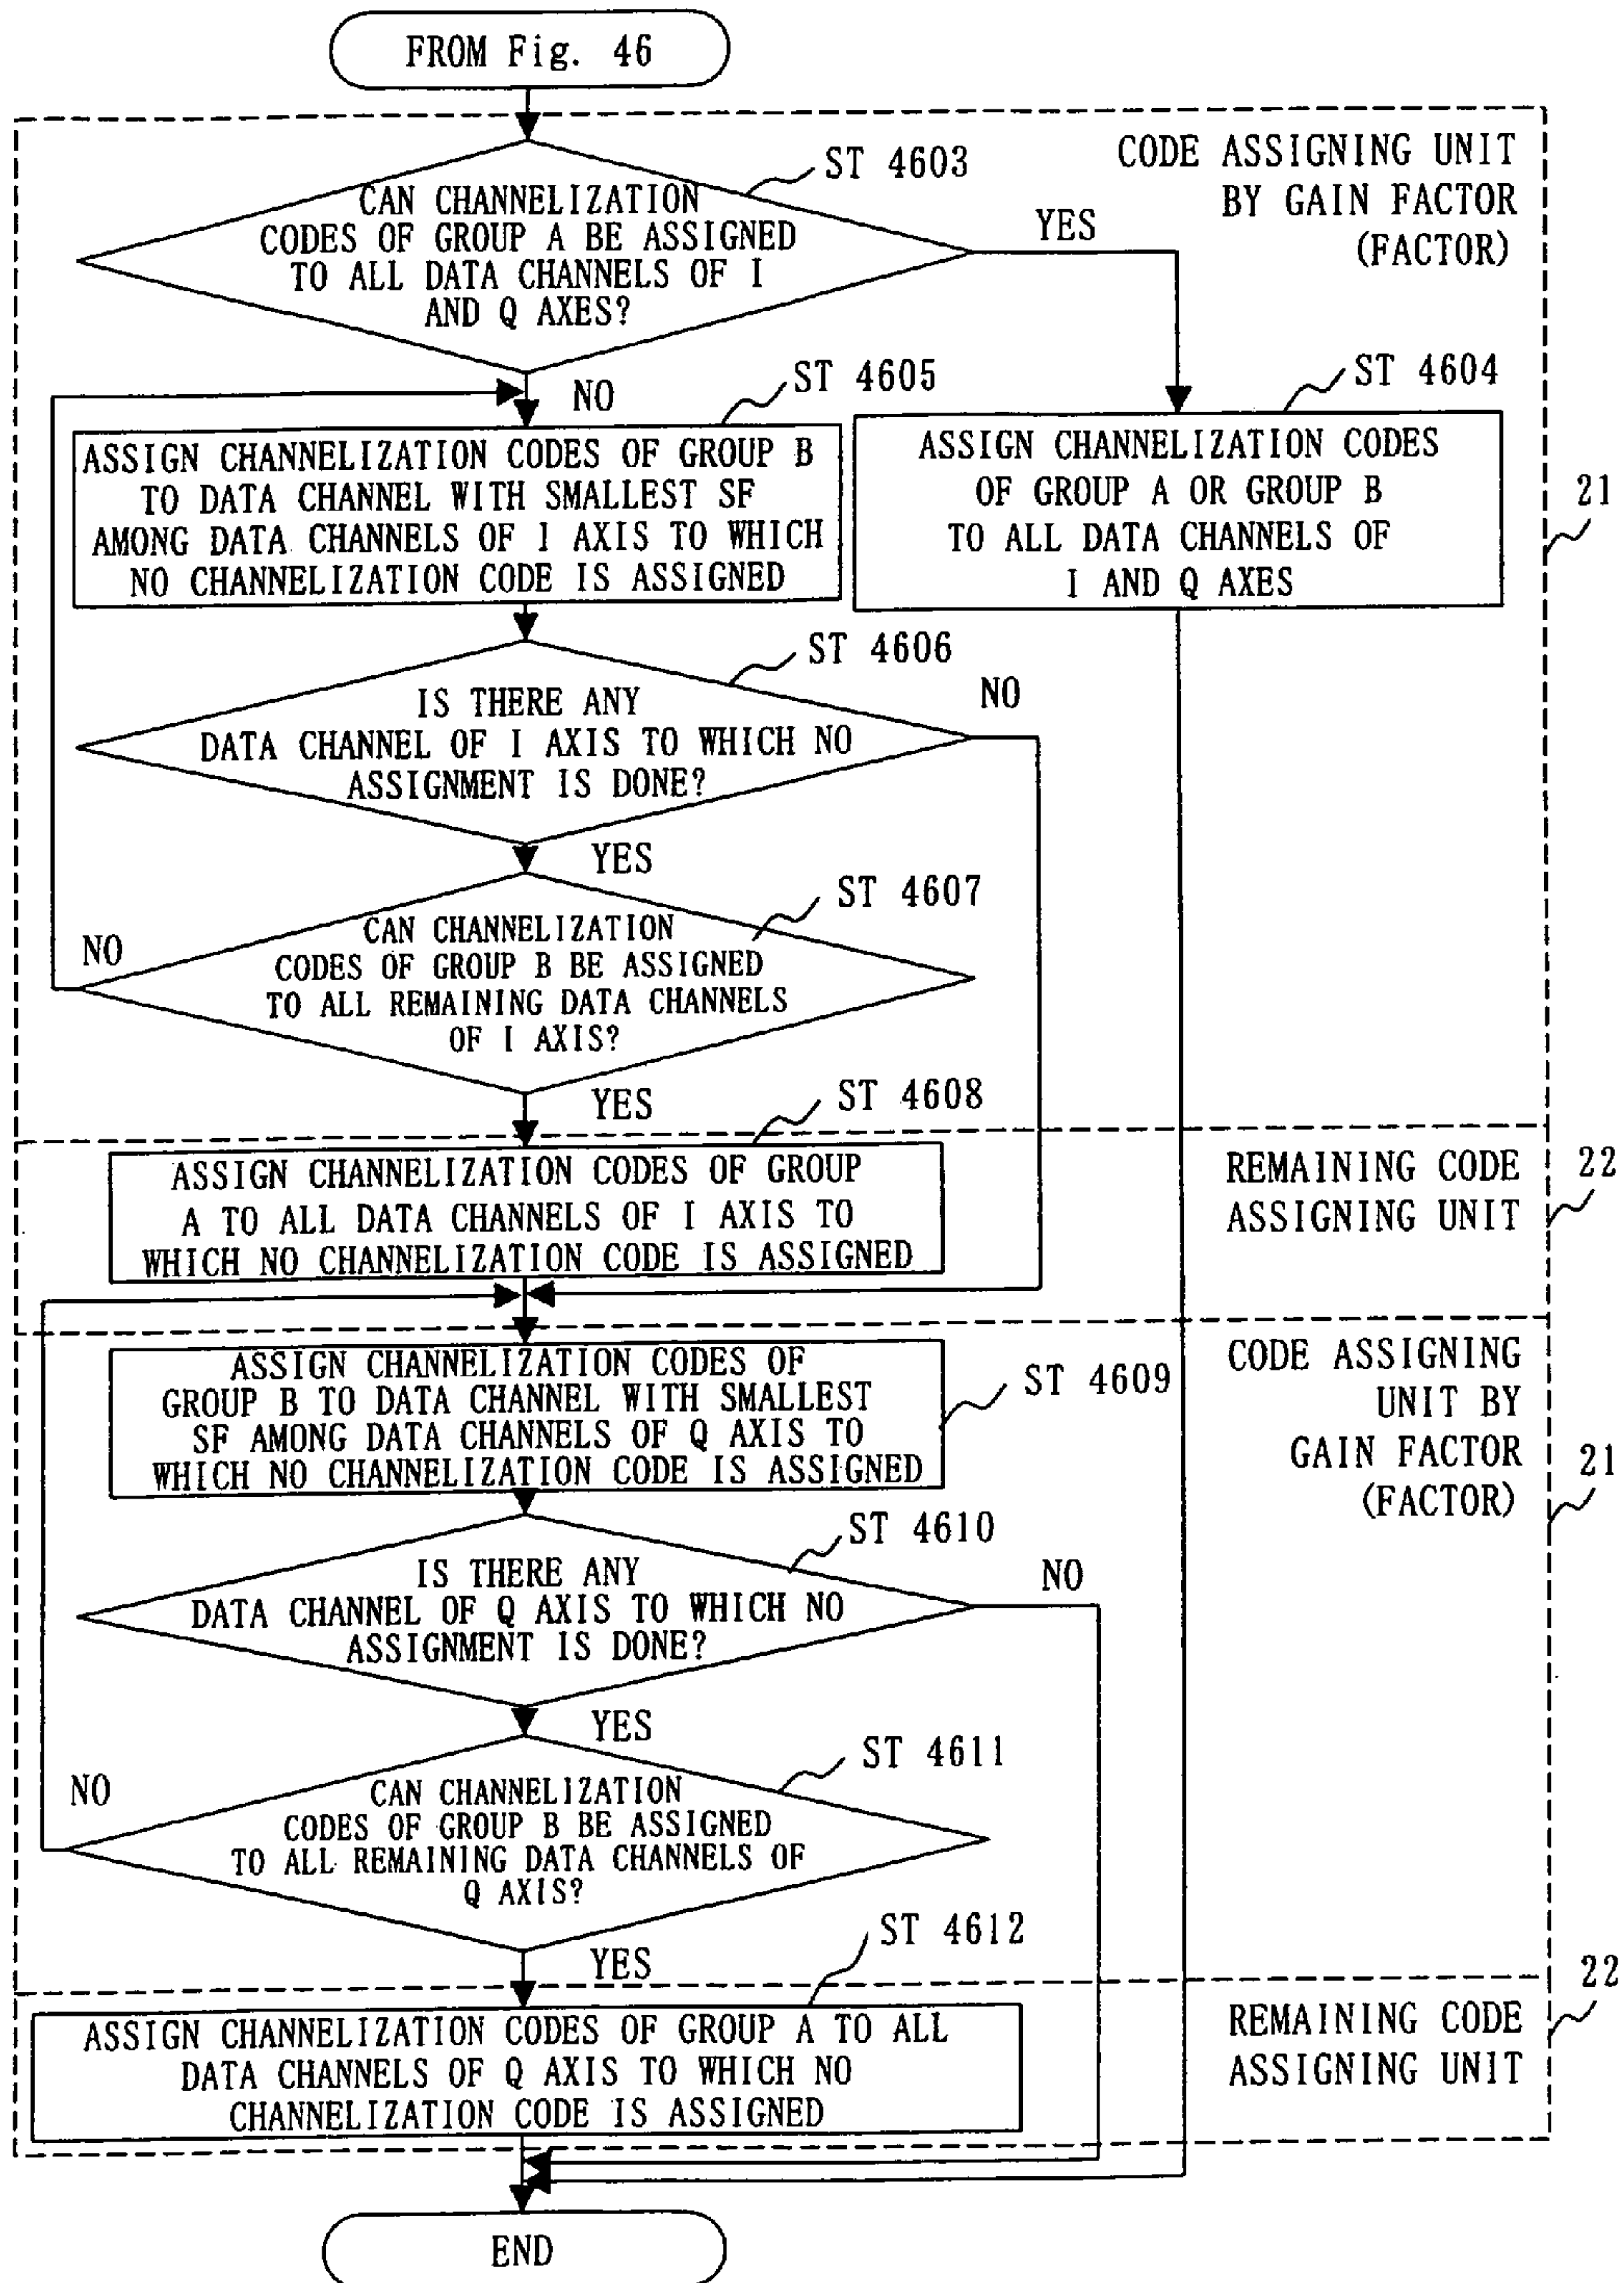 FROM Fig. 46
CODE ASSIGNING UNIT
BY GAIN FACTOR
(FACTOR)
ST 4603
CAN CHANNELIZATION
CODES OF GROUP A BE ASSIGNED
TO ALL DATA CHANNELS OF I
AND Q AXES?
YES
NO
ST 4605
ST 4604
ASSIGN CHANNELIZATION CODES OF GROUP B
TO DATA CHANNEL WITH SMALLEST SF
AMONG DATA CHANNELS OF I AXIS TO WHICH
NO CHANNELIZATION CODE IS ASSIGNED
ASSIGN CHANNELIZATION CODES
OF GROUP A OR GROUP B
TO ALL DATA CHANNELS OF
I AND Q AXES
21
ST 4606
IS THERE ANY
DATA CHANNEL OF I AXIS TO WHICH NO
ASSIGNMENT IS DONE?
NO
YES
ST 4607
CAN CHANNELIZATION
CODES OF GROUP B BE ASSIGNED
TO ALL REMAINING DATA CHANNELS
OF I AXIS?
NO
YES
ST 4608
ASSIGN CHANNELIZATION CODES OF GROUP
A TO ALL DATA CHANNELS OF I AXIS TO
WHICH NO CHANNELIZATION CODE IS ASSIGNED
REMAINING CODE
ASSIGNING UNIT
22
ASSIGN CHANNELIZATION CODES OF
GROUP B TO DATA CHANNEL WITH SMALLEST
SF AMONG DATA CHANNELS OF Q AXIS TO
WHICH NO CHANNELIZATION CODE IS ASSIGNED
ST 4609
CODE ASSIGNING
UNIT BY
GAIN FACTOR
(FACTOR)
21
ST 4610
IS THERE ANY
DATA CHANNEL OF Q AXIS TO WHICH NO
ASSIGNMENT IS DONE?
NO
YES
ST 4611
CAN CHANNELIZATION
CODES OF GROUP B BE ASSIGNED
TO ALL REMAINING DATA CHANNELS OF
Q AXIS?
NO
YES
ST 4612
ASSIGN CHANNELIZATION CODES OF GROUP A TO ALL
DATA CHANNELS OF Q AXIS TO WHICH NO
CHANNELIZATION CODE IS ASSIGNED
REMAINING CODE
ASSIGNING UNIT
22
END